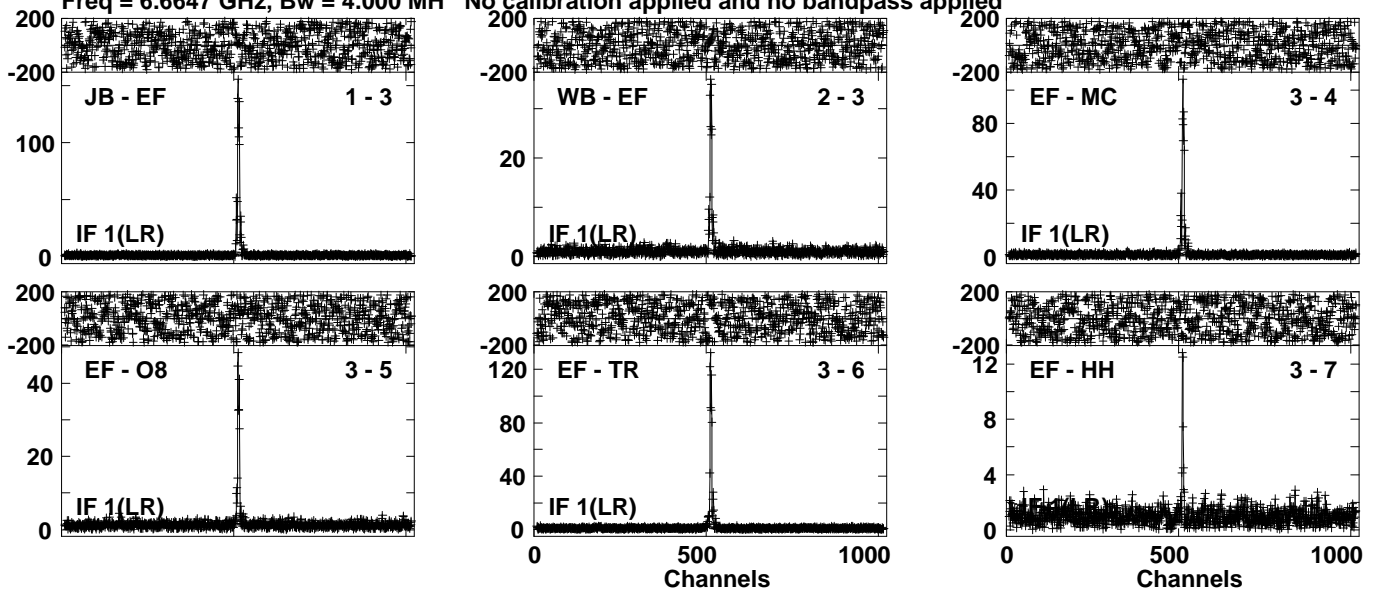 Freq = 6.6647 GHz, Bw = 4.000 MH No calibration applied and no bandpass applied
200 200 200
-200 -200 -200
JB - EF 1 - 3 WB - EF 2 - 3 EF - MC 3 - 4
100 20 80
40
IF 1(LR) IF 1(LR) IF 1(LR)
0 0 0
200 200 200
-200 -200 -200
EF - O8 3 - 5 EF - TR 3 - 6 EF - HH 3 - 7
40 120 12
80 8
20 40 4
IF 1(LR) IF 1(LR) IF 1(LR)
0 0 0
0 500 1000 0 500 1000
Channels Channels